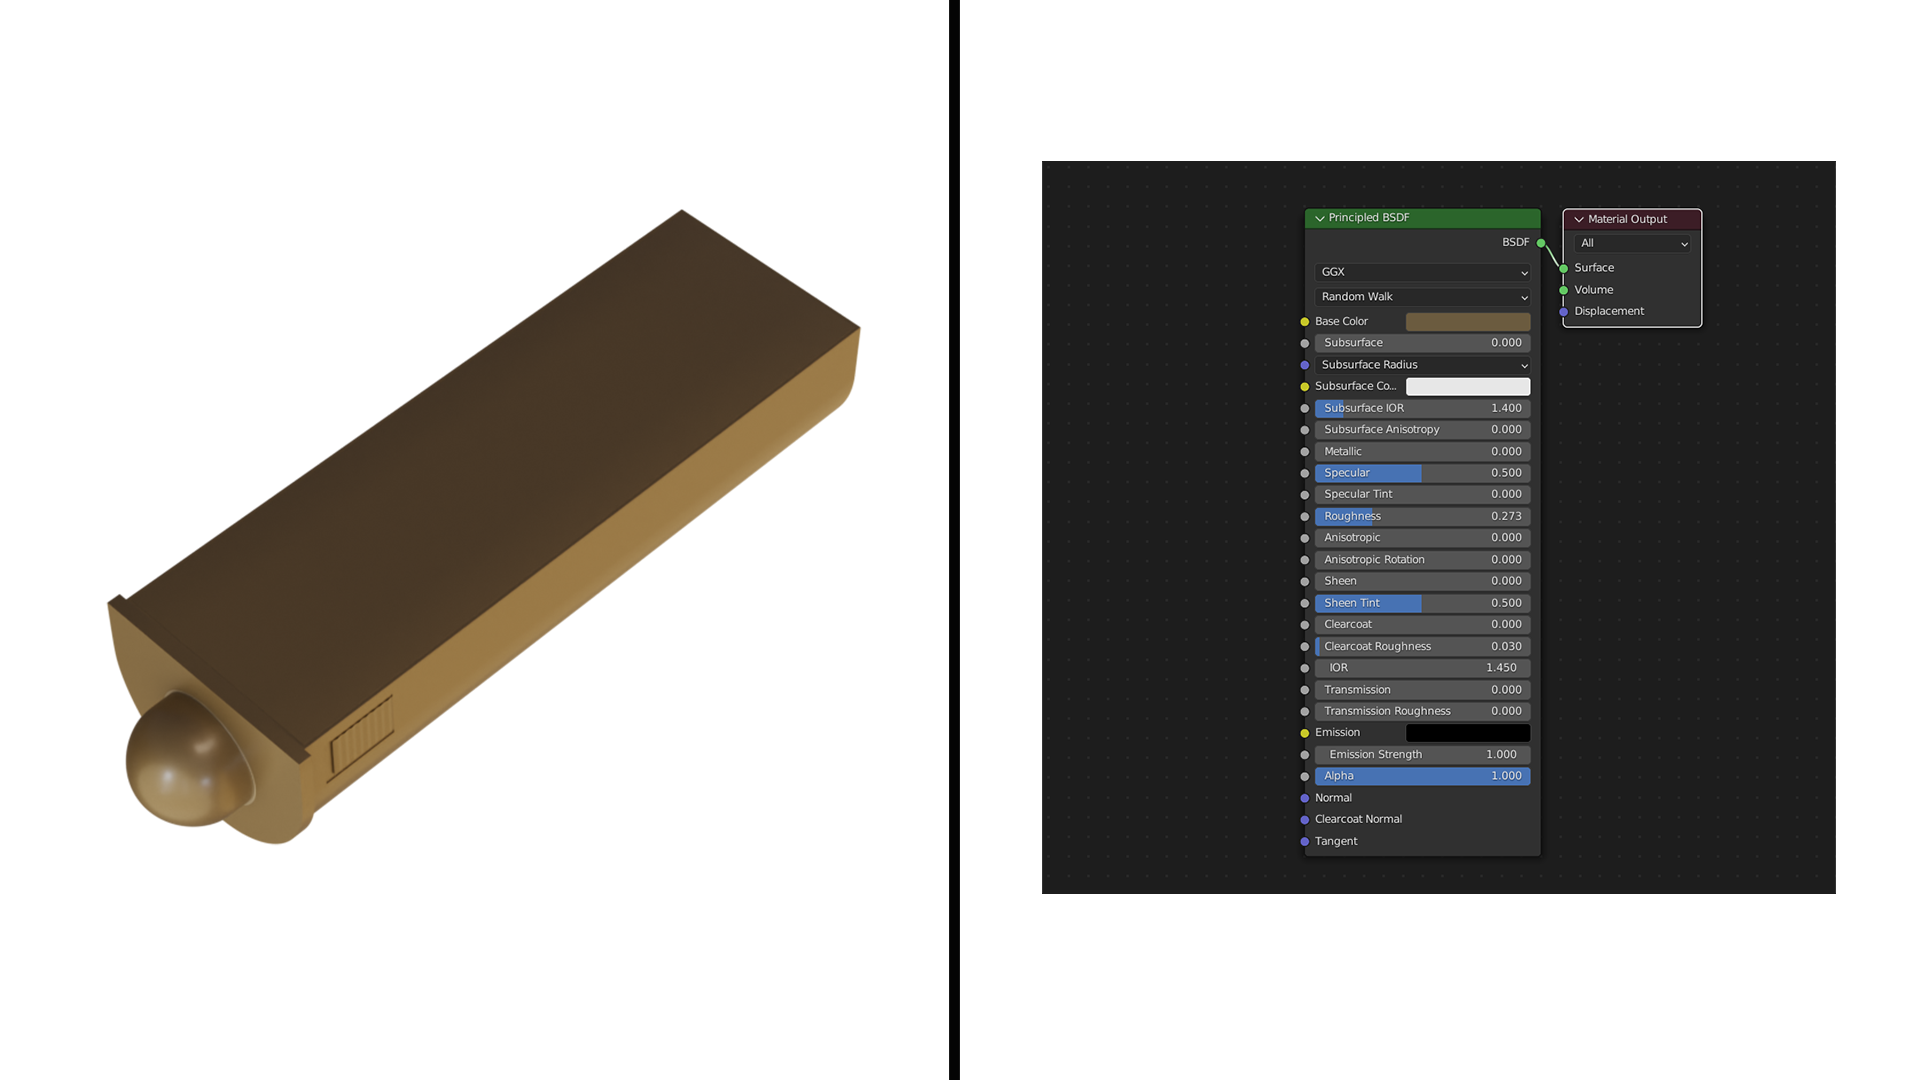 Principled BSDF
BSDF
GGX
Random Walk
Base Color
Subsurface 0.000
Subsurface Radius
Subsurface Co...
Subsurface IOR 1.400
Subsurface Anisotropy 0.000
Metallic 0.000
Specular 0.500
Specular Tint 0.000
Roughness 0.273
Anisotropic 0.000
Anisotropic Rotation 0.000
Sheen 0.000
Sheen Tint 0.500
Clearcoat 0.000
Clearcoat Roughness 0.030
IOR 1.450
Transmission 0.000
Transmission Roughness 0.000
Emission
Emission Strength 1.000
Alpha 1.000
Normal
Clearcoat Normal
Tangent
Material Output
All
Surface
Volume
Displacement